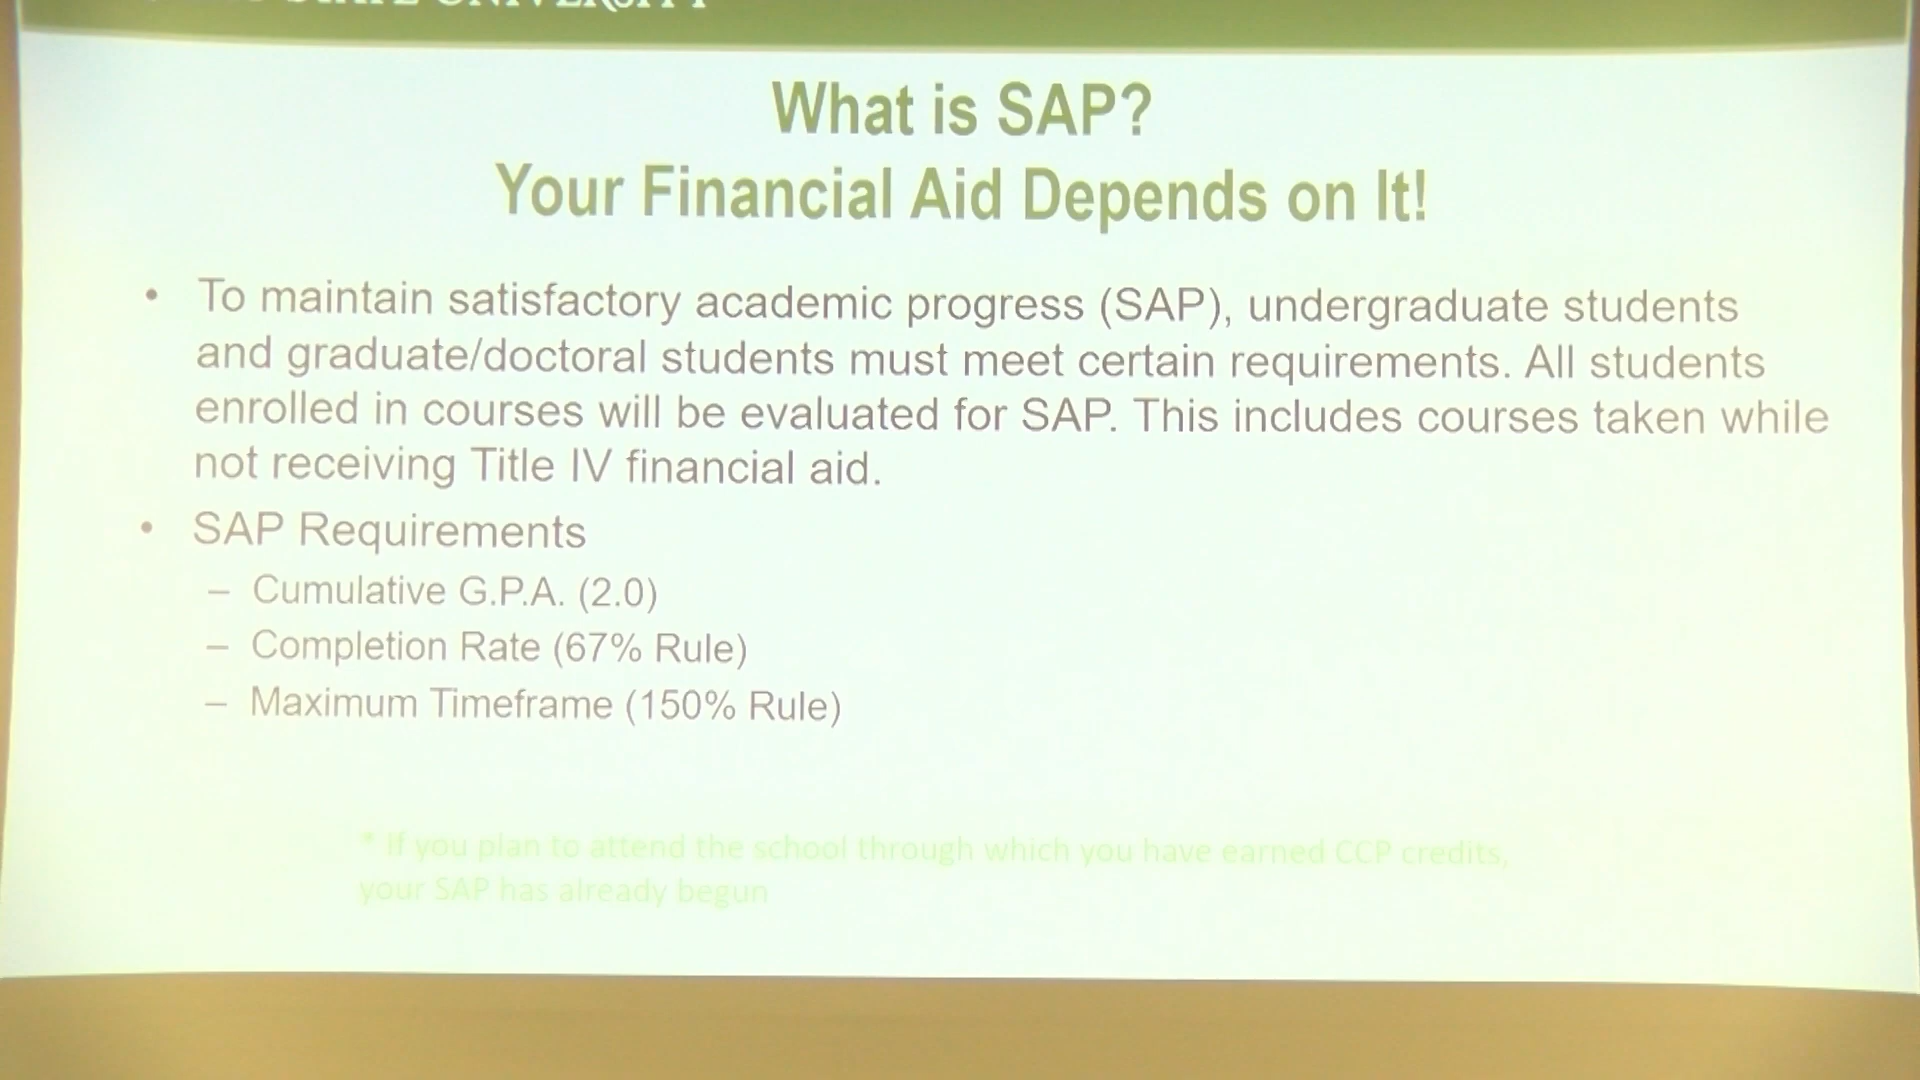 STATE UNIVERSITY
What is SAP?
Your Financial Aid Depends on It!
• To maintain satisfactory academic progress (SAP), undergraduate students
and graduate/doctoral students must meet certain requirements. All students
enrolled in courses will be evaluated for SAP. This includes courses taken while
not receiving Title IV financial aid.
• SAP Requirements
– Cumulative G.P.A. (2.0)
– Completion Rate (67% Rule)
– Maximum Timeframe (150% Rule)
* If you plan to attend the school through which you have earned CCP credits,
your SAP has already begun